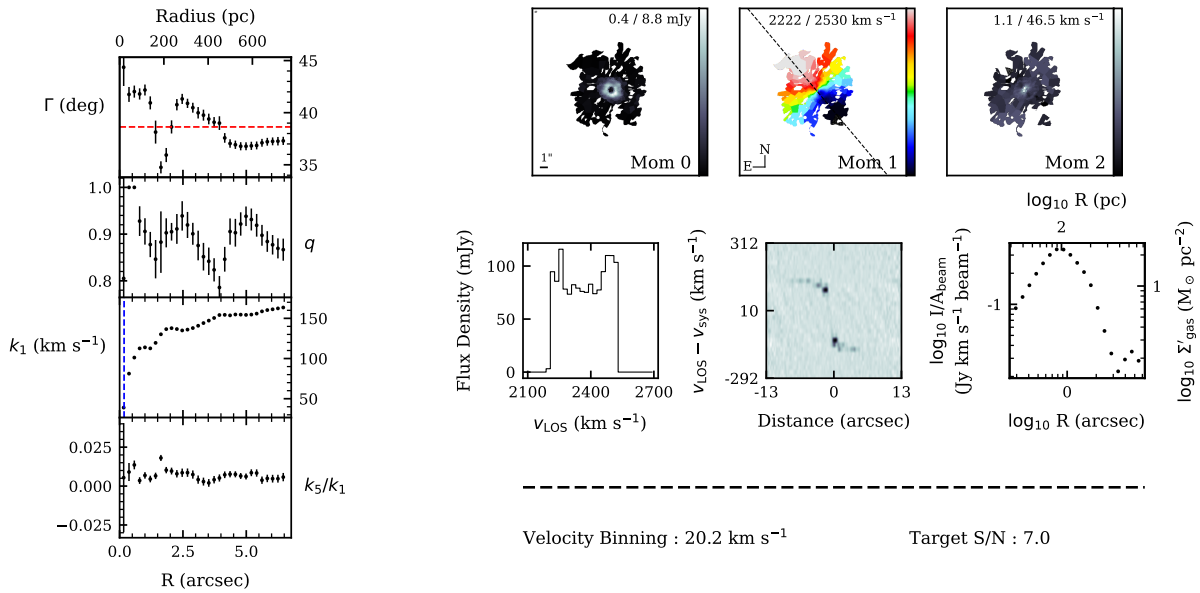 Radius (pc)
0 200 400 600
Γ (deg)
45
40
35
1.0
0.9
0.8
q
k₁ (km s⁻¹)
150
100
50
0.025
0.000
−0.025
k₅/k₁
0.0 2.5 5.0
R (arcsec)
0.4 / 8.8 mJy
1"
Mom 0
2222 / 2530 km s⁻¹
N
E
Mom 1
1.1 / 46.5 km s⁻¹
Mom 2
Flux Density (mJy)
100
50
0
2100 2400 2700
v_LOS (km s⁻¹)
v_LOS − v_sys (km s⁻¹)
312
10
-292
-13 0 13
Distance (arcsec)
log₁₀ R (pc)
2
log₁₀ I/A_beam
(Jy km s⁻¹ beam⁻¹)
-1
1
log₁₀ Σ′_gas (M☉ pc⁻²)
0
log₁₀ R (arcsec)
Velocity Binning : 20.2 km s⁻¹
Target S/N : 7.0